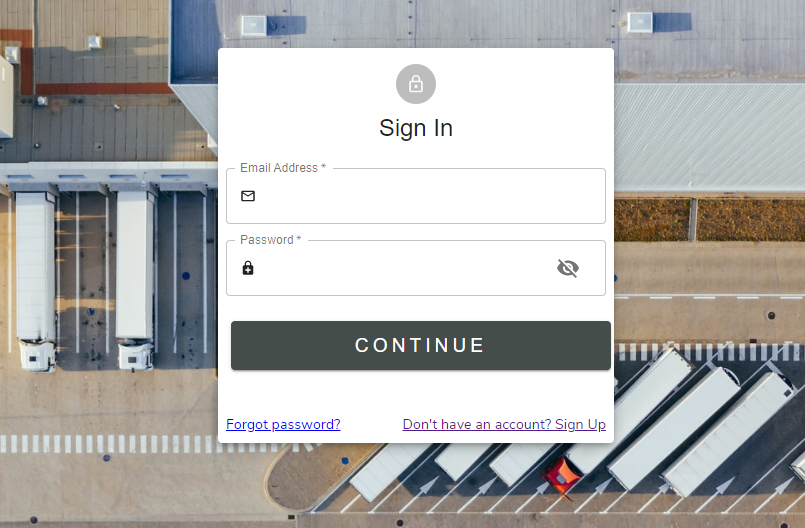 Sign In
Email Address *
Password *
CONTINUE
Forgot password? Don't have an account? Sign Up